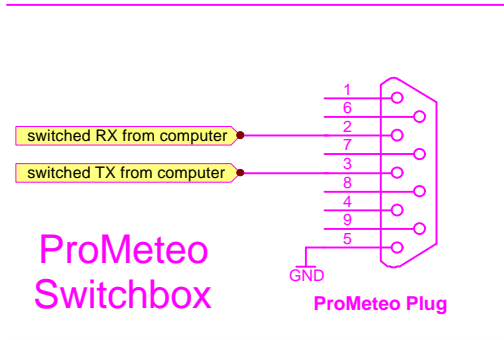 1
6
switched RX from computer 2
7
switched TX from computer 3
8
4
9
5
GND
ProMeteo
Switchbox
ProMeteo Plug